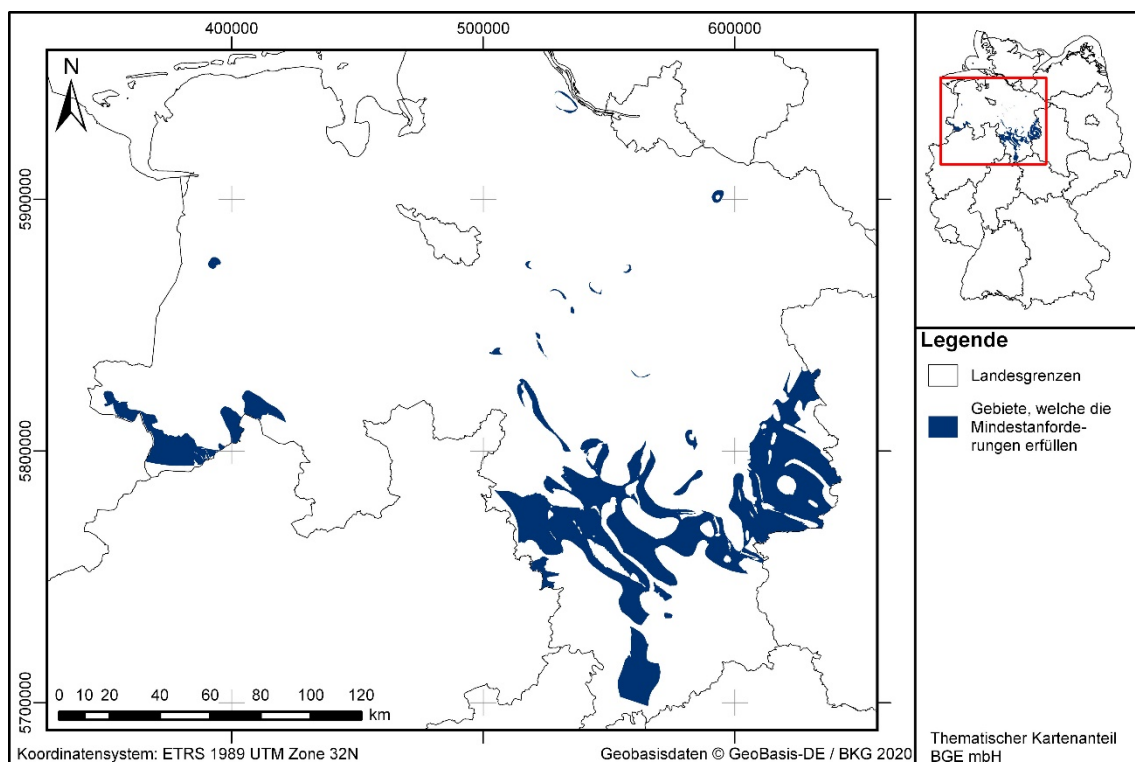 400000
500000
600000
N
5900000
5800000
5700000
0 10 20 40 60 80 100 120
km
Koordinatensystem: ETRS 1989 UTM Zone 32N
Geobasisdaten © GeoBasis-DE / BKG 2020
Legende
Landesgrenzen
Gebiete, welche die
Mindestanforde-
rungen erfüllen
Thematischer Kartenanteil
BGE mbH